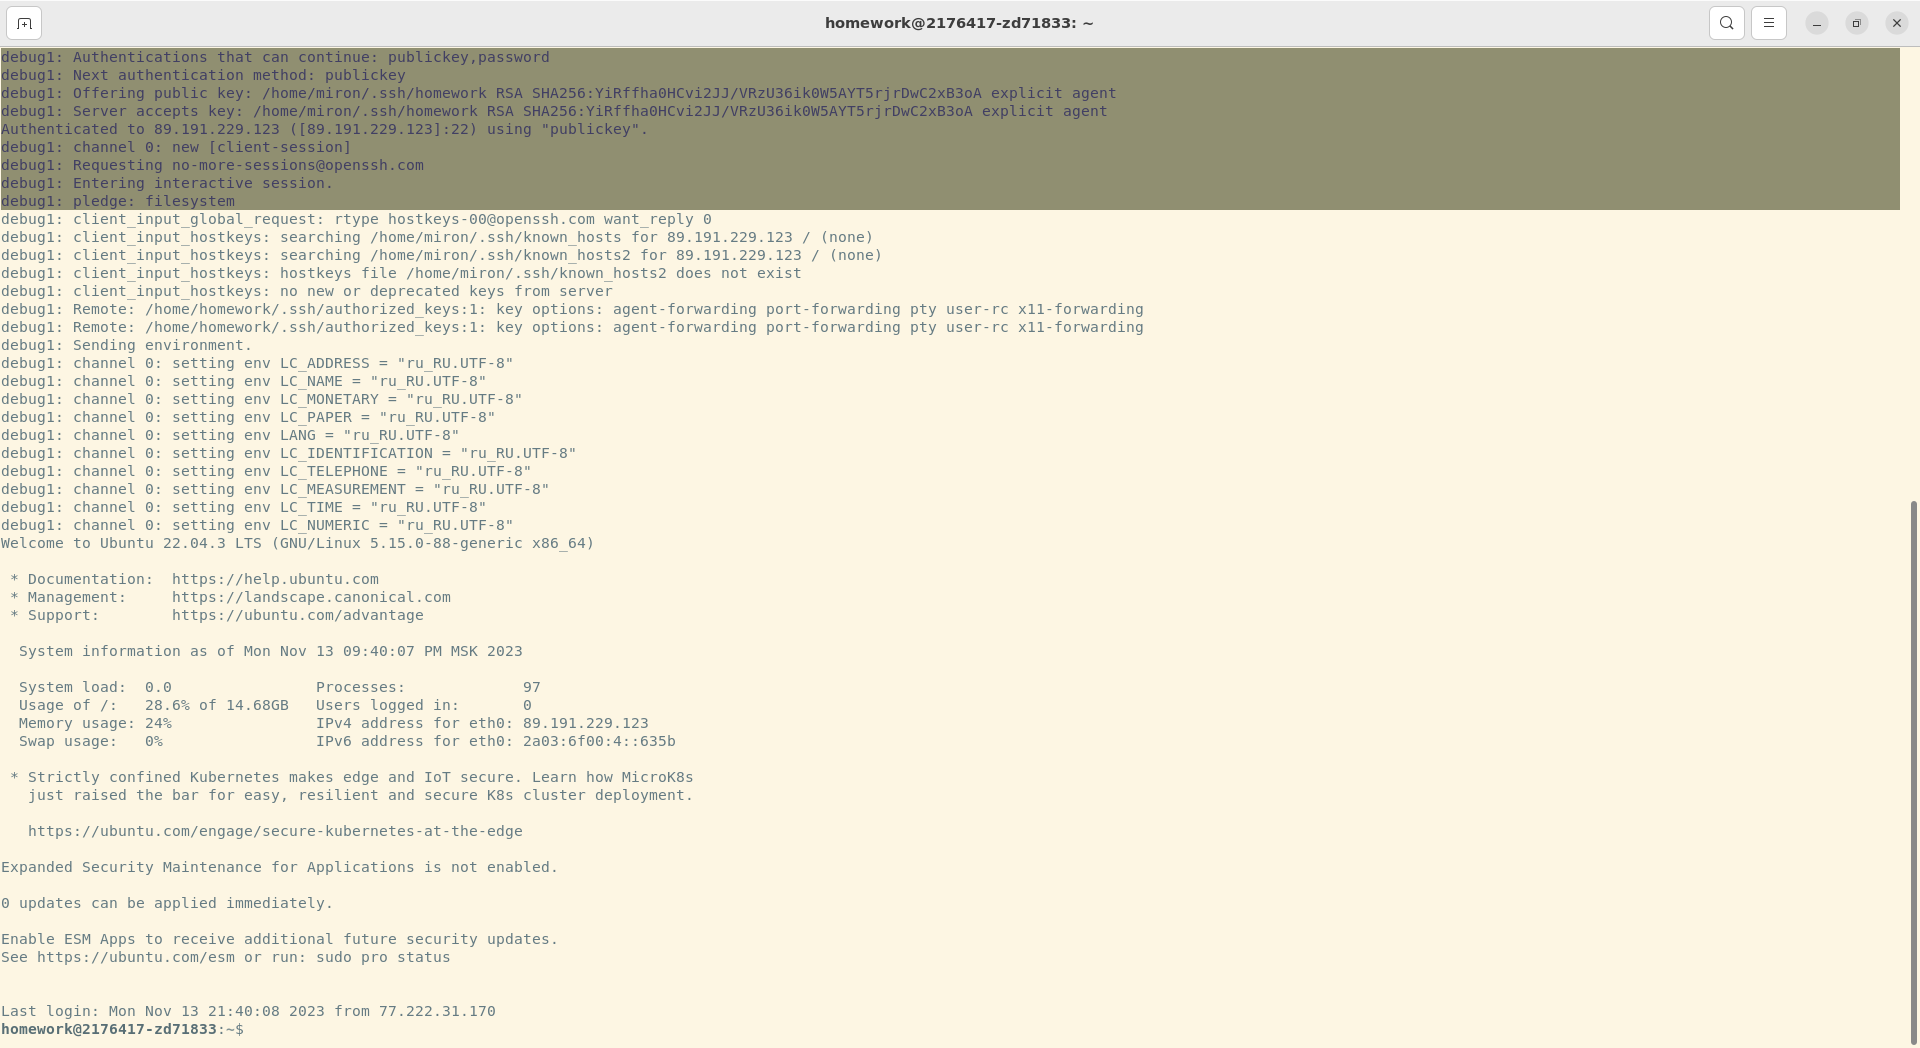 homework@2176417-zd71833: ~
debug1: Authentications that can continue: publickey,password
debug1: Next authentication method: publickey
debug1: Offering public key: /home/miron/.ssh/homework RSA SHA256:YiRffha0HCvi2JJ/VRzU36ik0W5AYT5rjrDwC2xB3oA explicit agent
debug1: Server accepts key: /home/miron/.ssh/homework RSA SHA256:YiRffha0HCvi2JJ/VRzU36ik0W5AYT5rjrDwC2xB3oA explicit agent
Authenticated to 89.191.229.123 ([89.191.229.123]:22) using "publickey".
debug1: channel 0: new [client-session]
debug1: Requesting no-more-sessions@openssh.com
debug1: Entering interactive session.
debug1: pledge: filesystem
debug1: client_input_global_request: rtype hostkeys-00@openssh.com want_reply 0
debug1: client_input_hostkeys: searching /home/miron/.ssh/known_hosts for 89.191.229.123 / (none)
debug1: client_input_hostkeys: searching /home/miron/.ssh/known_hosts2 for 89.191.229.123 / (none)
debug1: client_input_hostkeys: hostkeys file /home/miron/.ssh/known_hosts2 does not exist
debug1: client_input_hostkeys: no new or deprecated keys from server
debug1: Remote: /home/homework/.ssh/authorized_keys:1: key options: agent-forwarding port-forwarding pty user-rc x11-forwarding
debug1: Remote: /home/homework/.ssh/authorized_keys:1: key options: agent-forwarding port-forwarding pty user-rc x11-forwarding
debug1: Sending environment.
debug1: channel 0: setting env LC_ADDRESS = "ru_RU.UTF-8"
debug1: channel 0: setting env LC_NAME = "ru_RU.UTF-8"
debug1: channel 0: setting env LC_MONETARY = "ru_RU.UTF-8"
debug1: channel 0: setting env LC_PAPER = "ru_RU.UTF-8"
debug1: channel 0: setting env LANG = "ru_RU.UTF-8"
debug1: channel 0: setting env LC_IDENTIFICATION = "ru_RU.UTF-8"
debug1: channel 0: setting env LC_TELEPHONE = "ru_RU.UTF-8"
debug1: channel 0: setting env LC_MEASUREMENT = "ru_RU.UTF-8"
debug1: channel 0: setting env LC_TIME = "ru_RU.UTF-8"
debug1: channel 0: setting env LC_NUMERIC = "ru_RU.UTF-8"
Welcome to Ubuntu 22.04.3 LTS (GNU/Linux 5.15.0-88-generic x86_64)

 * Documentation:  https://help.ubuntu.com
 * Management:     https://landscape.canonical.com
 * Support:        https://ubuntu.com/advantage

  System information as of Mon Nov 13 09:40:07 PM MSK 2023

  System load:  0.0                Processes:             97
  Usage of /:   28.6% of 14.68GB   Users logged in:       0
  Memory usage: 24%                IPv4 address for eth0: 89.191.229.123
  Swap usage:   0%                 IPv6 address for eth0: 2a03:6f00:4::635b

 * Strictly confined Kubernetes makes edge and IoT secure. Learn how MicroK8s
   just raised the bar for easy, resilient and secure K8s cluster deployment.

   https://ubuntu.com/engage/secure-kubernetes-at-the-edge

Expanded Security Maintenance for Applications is not enabled.

0 updates can be applied immediately.

Enable ESM Apps to receive additional future security updates.
See https://ubuntu.com/esm or run: sudo pro status

Last login: Mon Nov 13 21:40:08 2023 from 77.222.31.170
homework@2176417-zd71833:~$